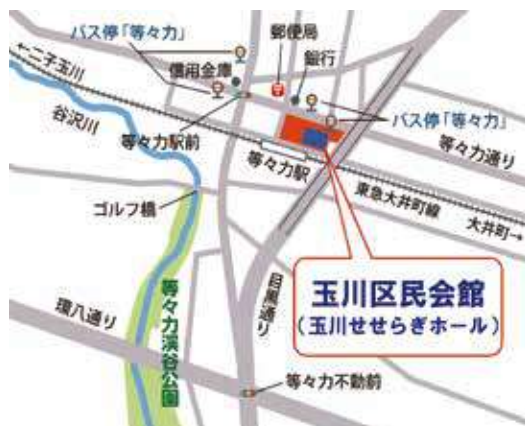 バス停「等々力」
郵便局
←二子玉川
信用金庫
銀行
谷沢川
バス停「等々力」
等々力駅前
等々力駅
等々力通り
東急大井町線
大井町→
ゴルフ橋
玉川区民会館
(玉川せせらぎホール)
等々力渓谷公園
目黒通り
環八通り
等々力不動前